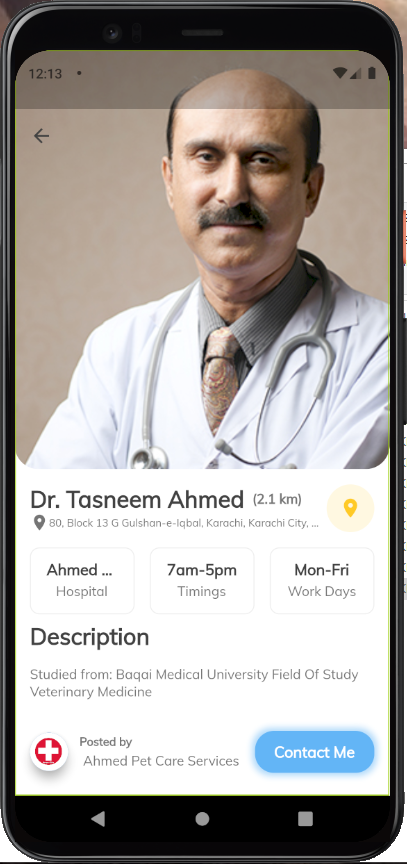 12:13
Dr. Tasneem Ahmed (2.1 km)
80, Block 13 G Gulshan-e-Iqbal, Karachi, Karachi City, ...
Ahmed ...
Hospital
7am-5pm
Timings
Mon-Fri
Work Days
Description
Studied from: Baqai Medical University Field Of Study
Veterinary Medicine
Posted by
Ahmed Pet Care Services
Contact Me